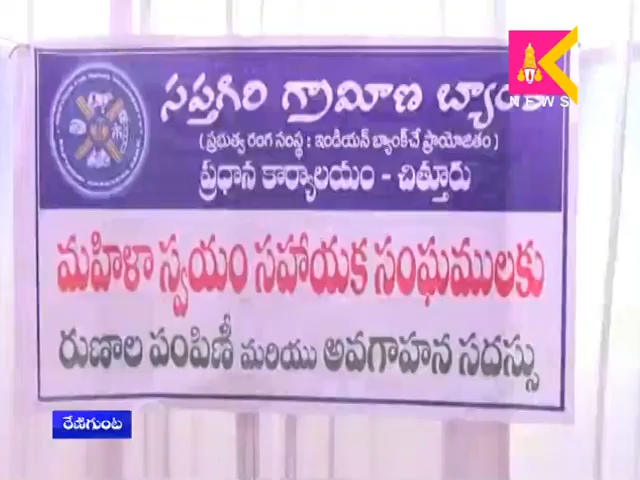 సప్తగిరి గ్రామీణ
(ప్రభుత్వ రంగ సంస్థ : ఇండియన్ బ్యాంక్‌చే ప్రాయోజితం)
ప్రధాన కార్యాలయం - చిత్తూరు
మహిళా స్వయం సహాయక సంఘములకు
రుణాల పంపిణీ మరియు అవగాహన సదస్సు
K
NEWS
రేణిగుంట